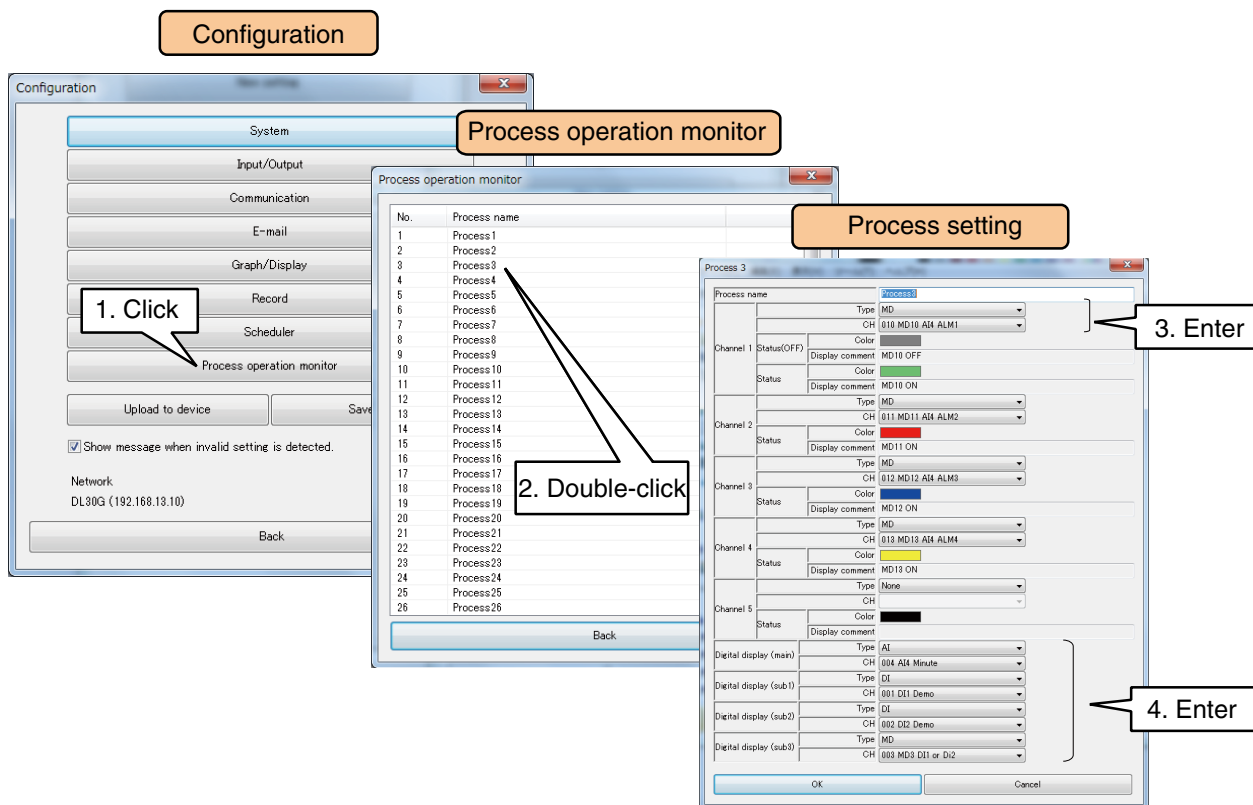 Configuration
Configuration
System
Input/Output
Communication
E-mail
Graph/Display
Record
Scheduler
Process operation monitor
Upload to device
Save
Show message when invalid setting is detected.
Network
DL30G (192.168.13.10)
Back
1. Click
Process operation monitor
Process operation monitor
No. Process name
1 Process1
2 Process2
3 Process3
4 Process4
5 Process5
6 Process6
7 Process7
8 Process8
9 Process9
10 Process10
11 Process11
12 Process12
13 Process13
14 Process14
15 Process15
16 Process16
17 Process17
18 Process18
19 Process19
20 Process20
21 Process21
22 Process22
23 Process23
24 Process24
25 Process25
26 Process26
Back
2. Double-click
Process setting
Process 3
Process name Process3
Channel 1
Type MD
CH 010 MD10 AI4 ALM1
Status(OFF)
Color
Display comment MD10 OFF
Status
Color
Display comment MD10 ON
Channel 2
Type MD
CH 011 MD11 AI4 ALM2
Status
Color
Display comment MD11 ON
Channel 3
Type MD
CH 012 MD12 AI4 ALM3
Status
Color
Display comment MD12 ON
Channel 4
Type MD
CH 013 MD13 AI4 ALM4
Status
Color
Display comment MD13 ON
Channel 5
Type None
CH
Status
Color
Display comment
Digital display (main)
Type AI
CH 004 AI4 Minute
Digital display (sub1)
Type DI
CH 001 DI1 Demo
Digital display (sub2)
Type DI
CH 002 DI2 Demo
Digital display (sub3)
Type MD
CH 003 MD3 DI1 or Di2
OK Cancel
3. Enter
4. Enter